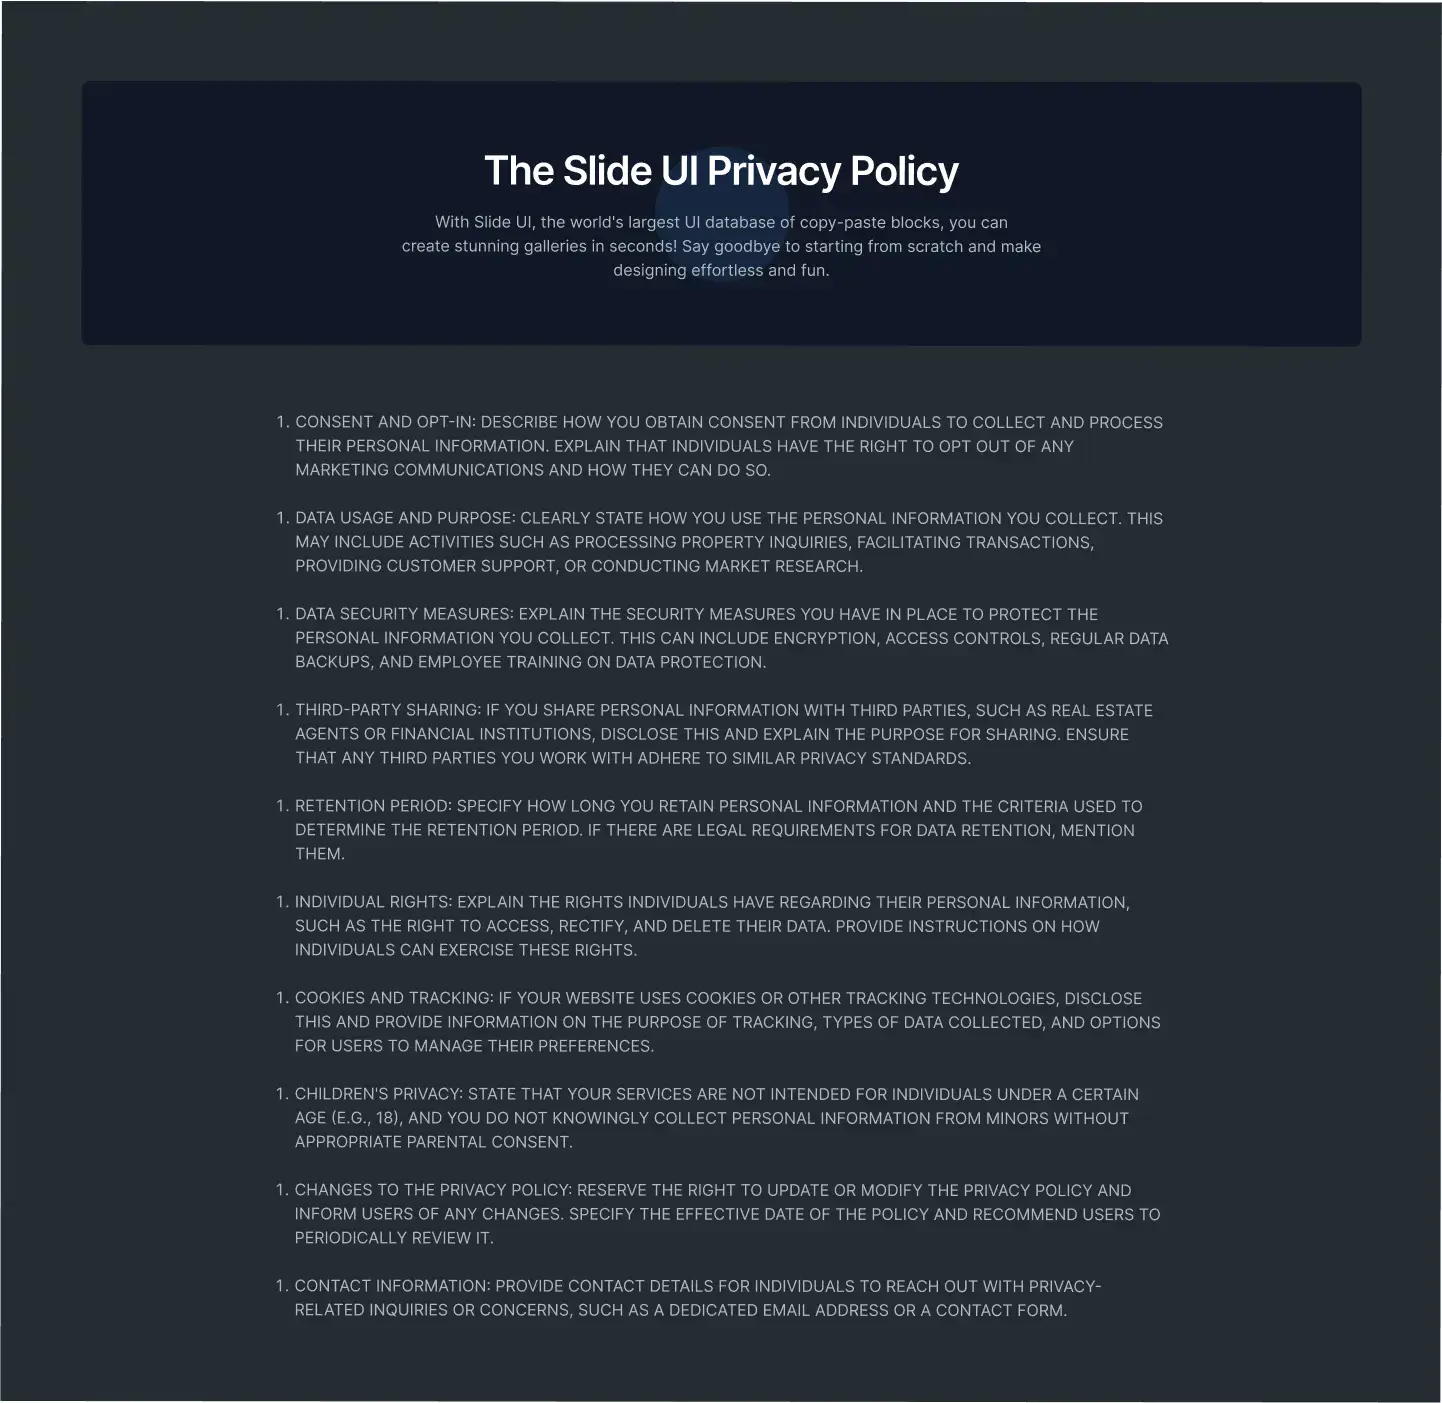 The Slide UI Privacy Policy
With Slide UI, the world's largest UI database of copy-paste blocks, you can
create stunning galleries in seconds! Say goodbye to starting from scratch and make
designing effortless and fun.
1. CONSENT AND OPT-IN: DESCRIBE HOW YOU OBTAIN CONSENT FROM INDIVIDUALS TO COLLECT AND PROCESS
THEIR PERSONAL INFORMATION. EXPLAIN THAT INDIVIDUALS HAVE THE RIGHT TO OPT OUT OF ANY
MARKETING COMMUNICATIONS AND HOW THEY CAN DO SO.
1. DATA USAGE AND PURPOSE: CLEARLY STATE HOW YOU USE THE PERSONAL INFORMATION YOU COLLECT. THIS
MAY INCLUDE ACTIVITIES SUCH AS PROCESSING PROPERTY INQUIRIES, FACILITATING TRANSACTIONS,
PROVIDING CUSTOMER SUPPORT, OR CONDUCTING MARKET RESEARCH.
1. DATA SECURITY MEASURES: EXPLAIN THE SECURITY MEASURES YOU HAVE IN PLACE TO PROTECT THE
PERSONAL INFORMATION YOU COLLECT. THIS CAN INCLUDE ENCRYPTION, ACCESS CONTROLS, REGULAR DATA
BACKUPS, AND EMPLOYEE TRAINING ON DATA PROTECTION.
1. THIRD-PARTY SHARING: IF YOU SHARE PERSONAL INFORMATION WITH THIRD PARTIES, SUCH AS REAL ESTATE
AGENTS OR FINANCIAL INSTITUTIONS, DISCLOSE THIS AND EXPLAIN THE PURPOSE FOR SHARING. ENSURE
THAT ANY THIRD PARTIES YOU WORK WITH ADHERE TO SIMILAR PRIVACY STANDARDS.
1. RETENTION PERIOD: SPECIFY HOW LONG YOU RETAIN PERSONAL INFORMATION AND THE CRITERIA USED TO
DETERMINE THE RETENTION PERIOD. IF THERE ARE LEGAL REQUIREMENTS FOR DATA RETENTION, MENTION
THEM.
1. INDIVIDUAL RIGHTS: EXPLAIN THE RIGHTS INDIVIDUALS HAVE REGARDING THEIR PERSONAL INFORMATION,
SUCH AS THE RIGHT TO ACCESS, RECTIFY, AND DELETE THEIR DATA. PROVIDE INSTRUCTIONS ON HOW
INDIVIDUALS CAN EXERCISE THESE RIGHTS.
1. COOKIES AND TRACKING: IF YOUR WEBSITE USES COOKIES OR OTHER TRACKING TECHNOLOGIES, DISCLOSE
THIS AND PROVIDE INFORMATION ON THE PURPOSE OF TRACKING, TYPES OF DATA COLLECTED, AND OPTIONS
FOR USERS TO MANAGE THEIR PREFERENCES.
1. CHILDREN'S PRIVACY: STATE THAT YOUR SERVICES ARE NOT INTENDED FOR INDIVIDUALS UNDER A CERTAIN
AGE (E.G., 18), AND YOU DO NOT KNOWINGLY COLLECT PERSONAL INFORMATION FROM MINORS WITHOUT
APPROPRIATE PARENTAL CONSENT.
1. CHANGES TO THE PRIVACY POLICY: RESERVE THE RIGHT TO UPDATE OR MODIFY THE PRIVACY POLICY AND
INFORM USERS OF ANY CHANGES. SPECIFY THE EFFECTIVE DATE OF THE POLICY AND RECOMMEND USERS TO
PERIODICALLY REVIEW IT.
1. CONTACT INFORMATION: PROVIDE CONTACT DETAILS FOR INDIVIDUALS TO REACH OUT WITH PRIVACY-
RELATED INQUIRIES OR CONCERNS, SUCH AS A DEDICATED EMAIL ADDRESS OR A CONTACT FORM.